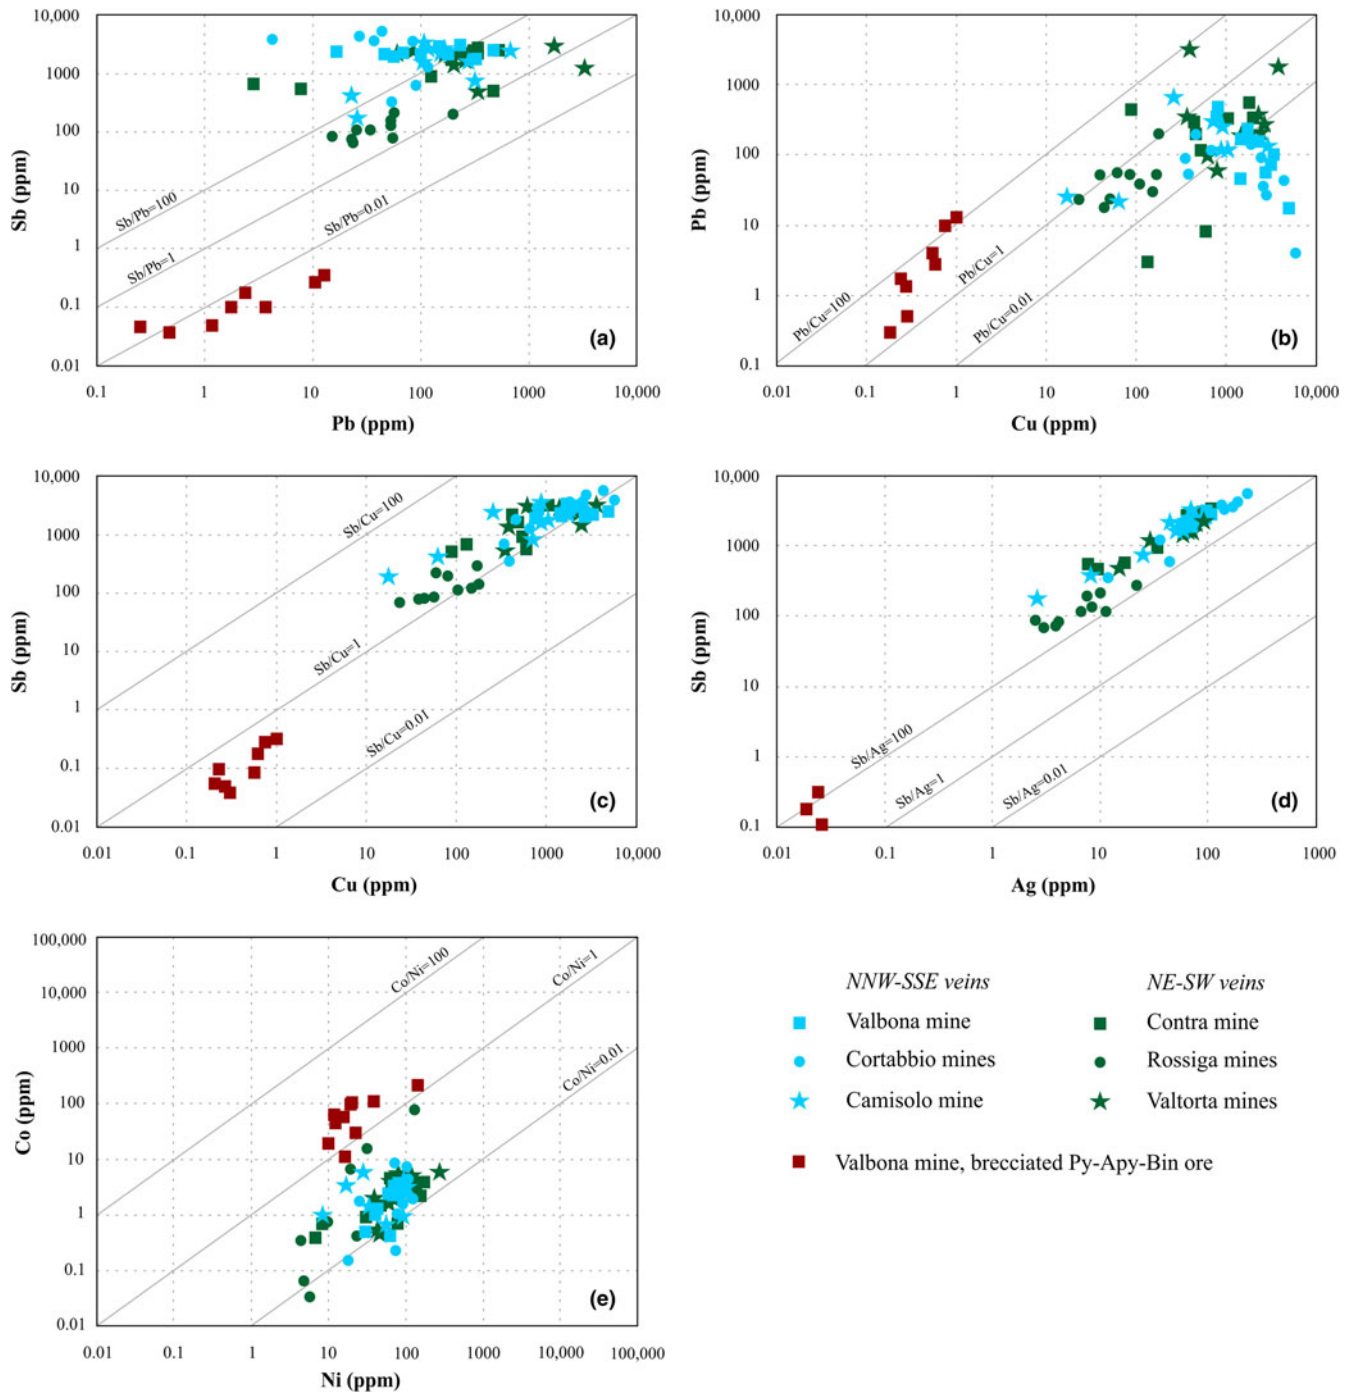 10,000
1000
100
10
1
0.1
0.01
Sb (ppm)
Sb/Pb=100
Sb/Pb=1
Sb/Pb=0.01
(a)
0.1
1
10
100
1000
10,000
Pb (ppm)
10,000
1000
100
10
1
0.1
Pb (ppm)
Pb/Cu=100
Pb/Cu=1
Pb/Cu=0.01
(b)
0.01
0.1
1
10
100
1000
10,000
Cu (ppm)
10,000
1000
100
10
1
0.1
0.01
Sb (ppm)
Sb/Cu=100
Sb/Cu=1
Sb/Cu=0.01
(c)
0.01
0.1
1
10
100
1000
10,000
Cu (ppm)
10,000
1000
100
10
1
0.1
Sb (ppm)
Sb/Ag=100
Sb/Ag=1
Sb/Ag=0.01
(d)
0.01
0.1
1
10
100
1000
Ag (ppm)
100,000
10,000
1000
100
10
1
0.1
0.01
Co (ppm)
Co/Ni=100
Co/Ni=1
Co/Ni=0.01
(e)
0.01
0.1
1
10
100
1000
10,000
100,000
Ni (ppm)
NNW-SSE veins
Valbona mine
Cortabbio mines
Camisolo mine
NE-SW veins
Contra mine
Rossiga mines
Valtorta mines
Valbona mine, brecciated Py-Apy-Bin ore